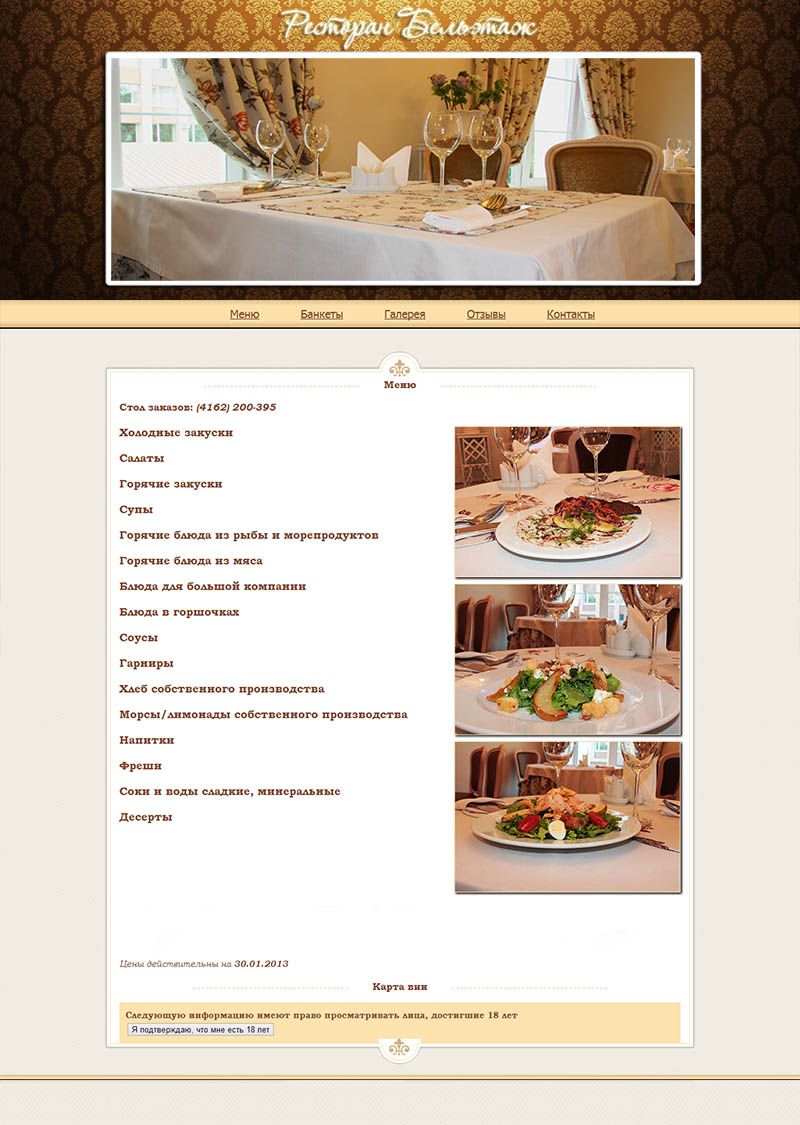 Ресторан Бельэтаж
Меню Банкеты Галерея Отзывы Контакты
Меню
Стол заказов: (4162) 200-395
Холодные закуски
Салаты
Горячие закуски
Супы
Горячие блюда из рыбы и морепродуктов
Горячие блюда из мяса
Блюда для большой компании
Блюда в горшочках
Соусы
Гарниры
Хлеб собственного производства
Морсы/лимонады собственного производства
Напитки
Фреши
Соки и воды сладкие, минеральные
Десерты
Цены действительны на 30.01.2013
Карта вин
Следующую информацию имеют право просматривать лица, достигшие 18 лет
Я подтверждаю, что мне есть 18 лет